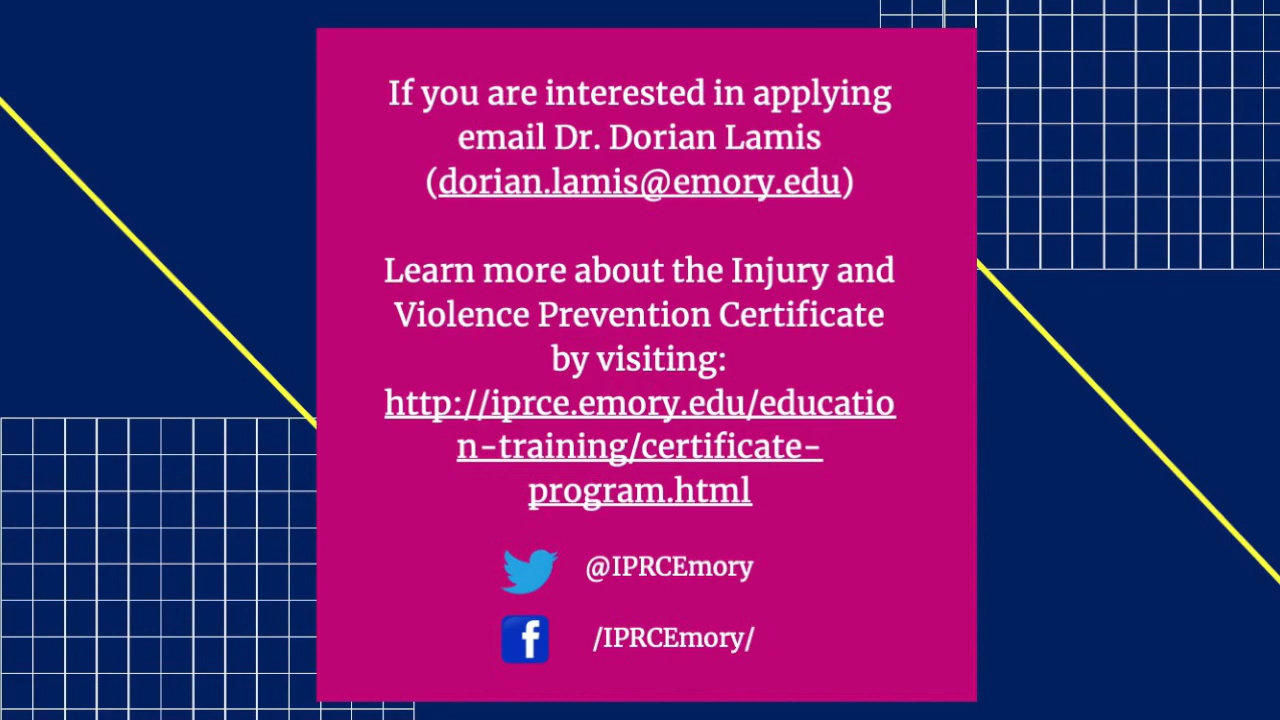 If you are interested in applying
email Dr. Dorian Lamis
(dorian.lamis@emory.edu)
Learn more about the Injury and
Violence Prevention Certificate
by visiting:
http://iprce.emory.edu/educatio
n-training/certificate-
program.html
@IPRCEmory
/IPRCEmory/